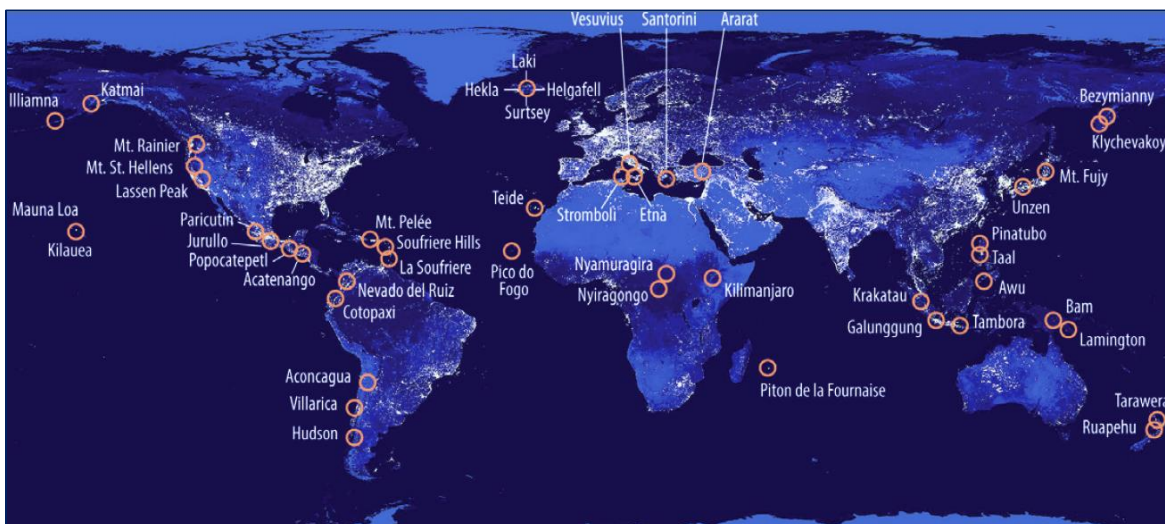 Vesuvius
Santorini
Ararat
Laki
Hekla
Helgafell
Surtsey
Illiamna
Katmai
Bezymianny
Klychevakoy
Mt. Rainier
Mt. St. Hellens
Lassen Peak
Mt. Fujy
Unzen
Stromboli
Etna
Teide
Mauna Loa
Kilauea
Paricutín
Jurullo
Popocatepetl
Acatenango
Mt. Pelée
Soufriere Hills
La Soufriere
Nevado del Ruiz
Cotopaxi
Pico do
Fogo
Nyamuragira
Nyiragongo
Kilimanjaro
Pinatubo
Taal
Awu
Krakatau
Galunggung
Tambora
Bam
Lamington
Aconcagua
Villarica
Hudson
Piton de la Fournaise
Tarawera
Ruapehu